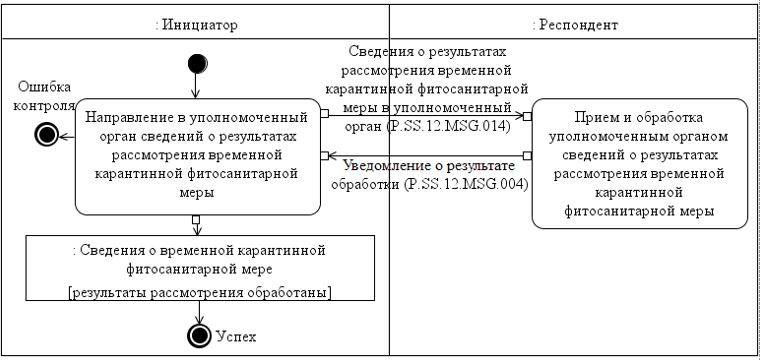 : Инициатор
: Респондент
Сведения о результатах
рассмотрения временной
карантинной фитосанитарной
меры в уполномоченный
орган (P.SS.12.MSG.014)
Ошибка
контроля
Направление в уполномоченный
орган сведений о результатах
рассмотрения временной
карантинной фитосанитарной
меры
Прием и обработка
уполномоченным органом
сведений о результатах
рассмотрения временной
карантинной
фитосанитарной меры
Уведомление о результате
обработки (P.SS.12.MSG.004)
: Сведения о временной карантинной
фитосанитарной мере
[результаты рассмотрения обработаны]
Успех